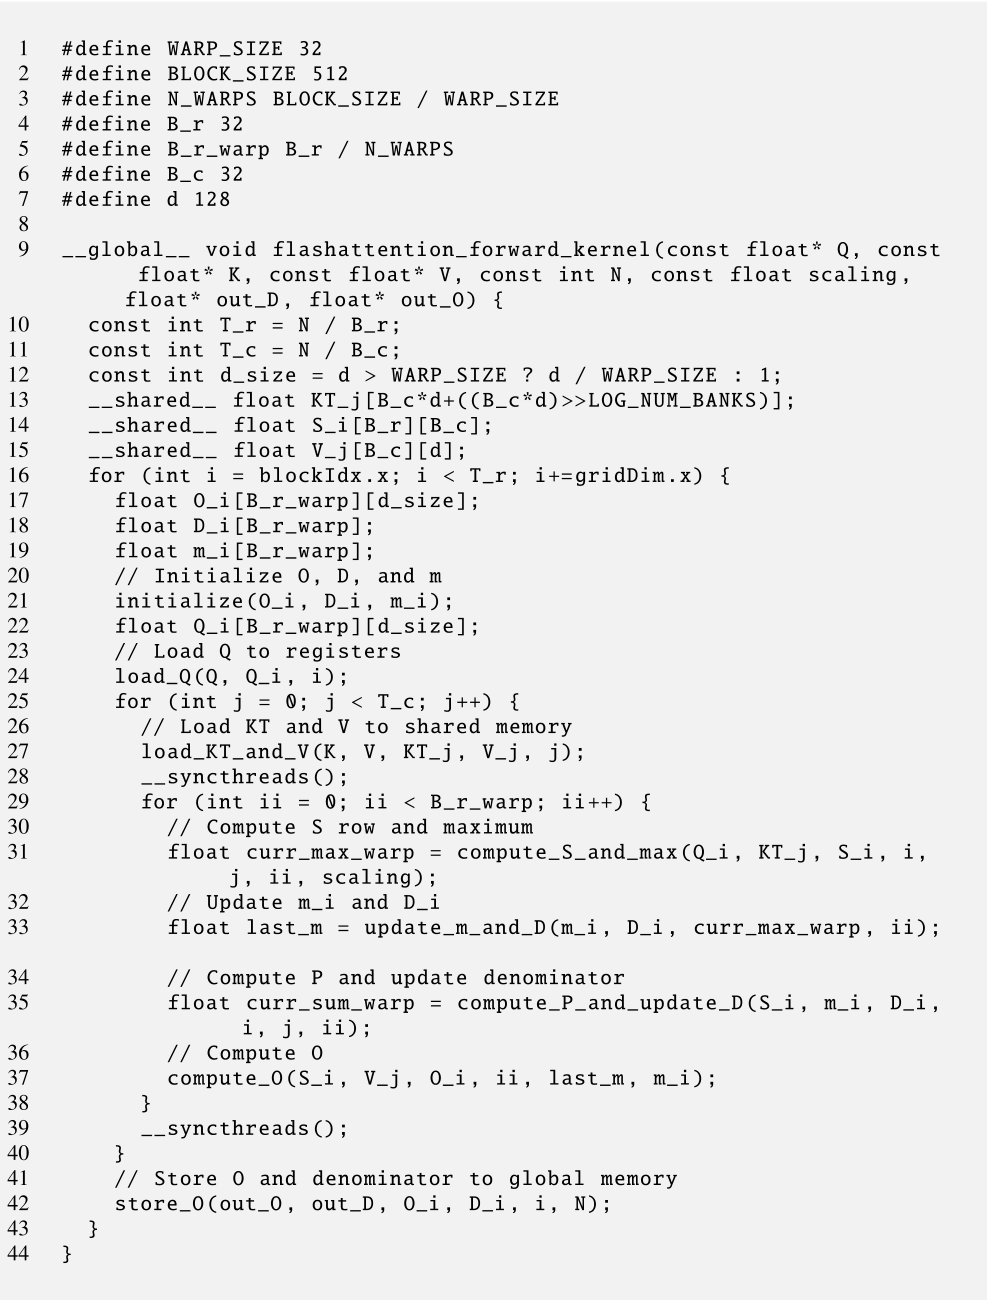 1 #define WARP_SIZE 32
2 #define BLOCK_SIZE 512
3 #define N_WARPS BLOCK_SIZE / WARP_SIZE
4 #define B_r 32
5 #define B_r_warp B_r / N_WARPS
6 #define B_c 32
7 #define d 128
8
9 __global__ void flashattention_forward_kernel(const float* Q, const
float* K, const float* V, const int N, const float scaling,
float* out_D, float* out_O) {
10 const int T_r = N / B_r;
11 const int T_c = N / B_c;
12 const int d_size = d > WARP_SIZE ? d / WARP_SIZE : 1;
13 __shared__ float KT_j[B_c*d+((B_c*d)>>LOG_NUM_BANKS)];
14 __shared__ float S_i[B_r][B_c];
15 __shared__ float V_j[B_c][d];
16 for (int i = blockIdx.x; i < T_r; i+=gridDim.x) {
17 float O_i[B_r_warp][d_size];
18 float D_i[B_r_warp];
19 float m_i[B_r_warp];
20 // Initialize O, D, and m
21 initialize(O_i, D_i, m_i);
22 float Q_i[B_r_warp][d_size];
23 // Load Q to registers
24 load_Q(Q, Q_i, i);
25 for (int j = 0; j < T_c; j++) {
26 // Load KT and V to shared memory
27 load_KT_and_V(K, V, KT_j, V_j, j);
28 __syncthreads();
29 for (int ii = 0; ii < B_r_warp; ii++) {
30 // Compute S row and maximum
31 float curr_max_warp = compute_S_and_max(Q_i, KT_j, S_i, i,
j, ii, scaling);
32 // Update m_i and D_i
33 float last_m = update_m_and_D(m_i, D_i, curr_max_warp, ii);
34 // Compute P and update denominator
35 float curr_sum_warp = compute_P_and_update_D(S_i, m_i, D_i,
i, j, ii);
36 // Compute O
37 compute_O(S_i, V_j, O_i, ii, last_m, m_i);
38 }
39 __syncthreads();
40 }
41 // Store O and denominator to global memory
42 store_O(out_O, out_D, O_i, D_i, i, N);
43 }
44 }